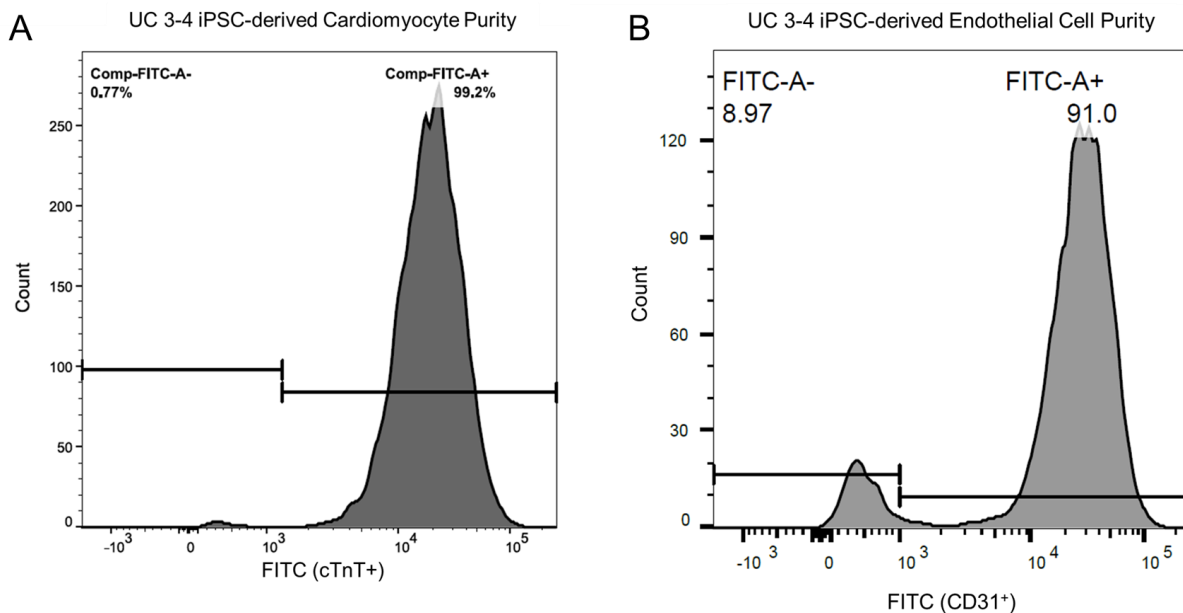 A
UC 3-4 iPSC-derived Cardiomyocyte Purity
Comp-FITC-A-
0.77%
Comp-FITC-A+
99.2%
250
200
150
100
50
0
Count
-10³
0
10³
10⁴
10⁵
FITC (cTnT+)
B
UC 3-4 iPSC-derived Endothelial Cell Purity
FITC-A-
8.97
FITC-A+
91.0
120
90
60
30
0
Count
-10³
0
10³
10⁴
10⁵
FITC (CD31⁺)